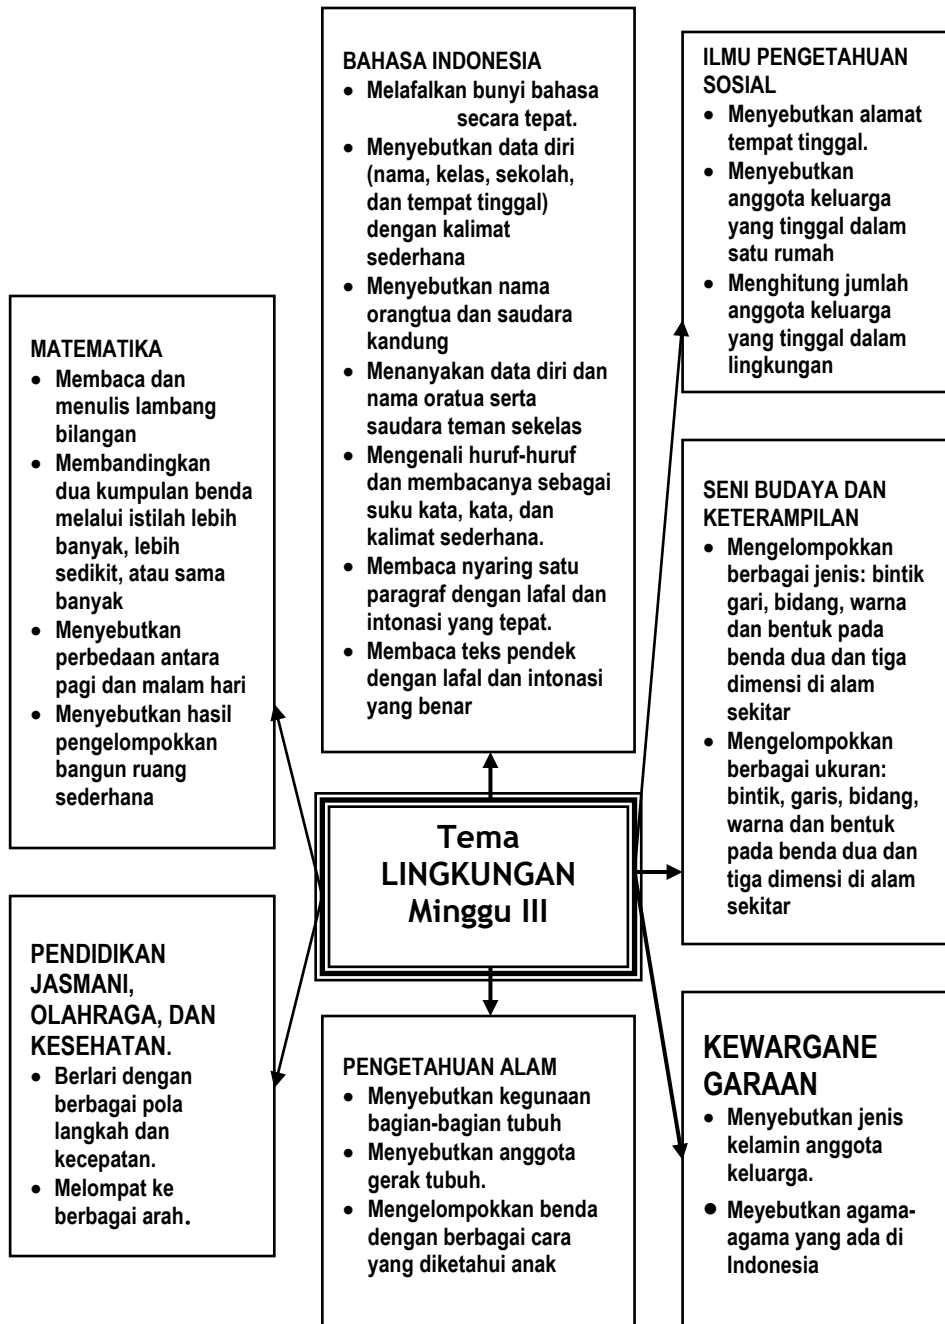 BAHASA INDONESIA
• Melafalkan bunyi bahasa
secara tepat.
• Menyebutkan data diri
(nama, kelas, sekolah,
dan tempat tinggal)
dengan kalimat
sederhana
• Menyebutkan nama
orangtua dan saudara
kandung
• Menanyakan data diri dan
nama oratua serta
saudara teman sekelas
• Mengenali huruf-huruf
dan membacanya sebagai
suku kata, kata, dan
kalimat sederhana.
• Membaca nyaring satu
paragraf dengan lafal dan
intonasi yang tepat.
• Membaca teks pendek
dengan lafal dan intonasi
yang benar
ILMU PENGETAHUAN
SOSIAL
• Menyebutkan alamat
tempat tinggal.
• Menyebutkan
anggota keluarga
yang tinggal dalam
satu rumah
• Menghitung jumlah
anggota keluarga
yang tinggal dalam
lingkungan
MATEMATIKA
• Membaca dan
menulis lambang
bilangan
• Membandingkan
dua kumpulan benda
melalui istilah lebih
banyak, lebih
sedikit, atau sama
banyak
• Menyebutkan
perbedaan antara
pagi dan malam hari
• Menyebutkan hasil
pengelompokkan
bangun ruang
sederhana
SENI BUDAYA DAN
KETERAMPILAN
• Mengelompokkan
berbagai jenis: bintik
gari, bidang, warna
dan bentuk pada
benda dua dan tiga
dimensi di alam
sekitar
• Mengelompokkan
berbagai ukuran:
bintik, garis, bidang,
warna dan bentuk
pada benda dua dan
tiga dimensi di alam
sekitar
Tema
LINGKUNGAN
Minggu III
PENDIDIKAN
JASMANI,
OLAHRAGA, DAN
KESEHATAN.
• Berlari dengan
berbagai pola
langkah dan
kecepatan.
• Melompat ke
berbagai arah.
PENGETAHUAN ALAM
• Menyebutkan kegunaan
bagian-bagian tubuh
• Menyebutkan anggota
gerak tubuh.
• Mengelompokkan benda
dengan berbagai cara
yang diketahui anak
KEWARGANE
GARAAN
• Menyebutkan jenis
kelamin anggota
keluarga.
• Meyebutkan agama-
agama yang ada di
Indonesia